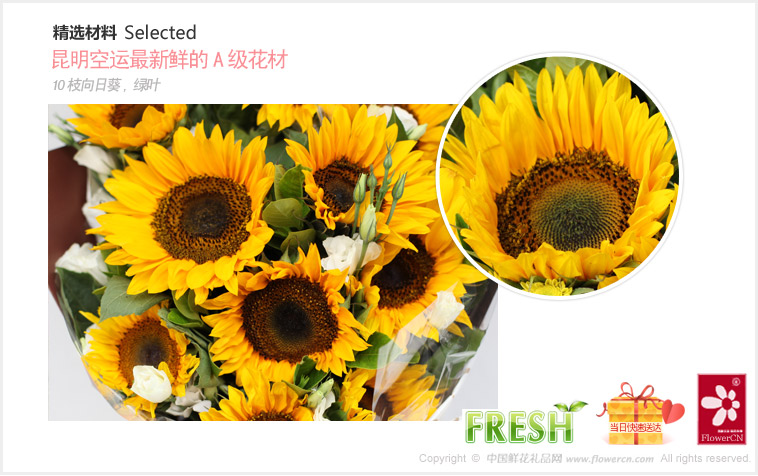 精选材料 Selected
昆明空运最新鲜的 A 级花材
10 枝向日葵 , 绿叶
FRESH
当日快速送达
FlowerCN
Copyright © 中国鲜花礼品网 www.flowercn.com All rights reserved.